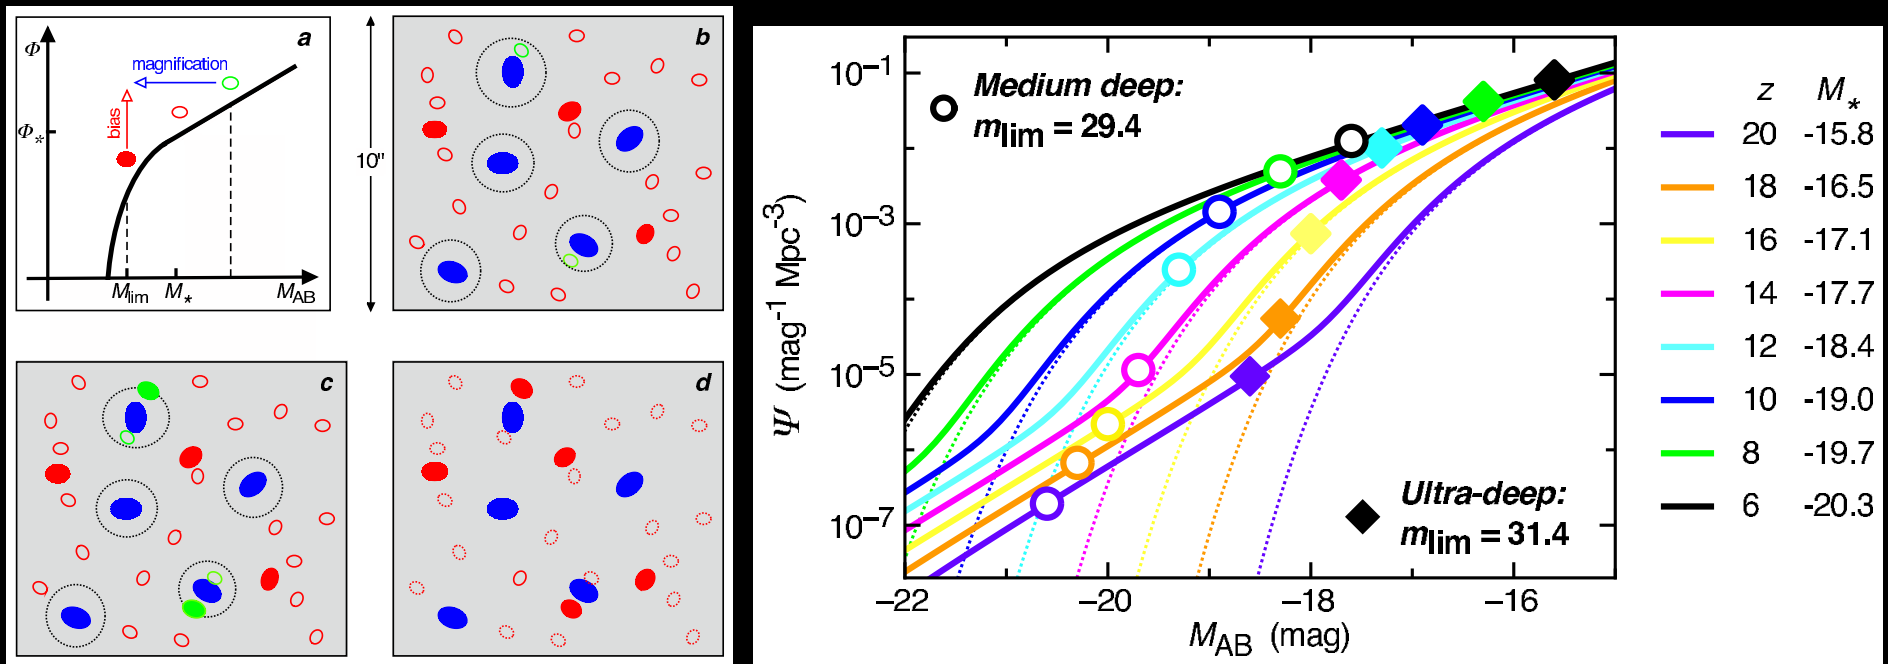 a
Φ
magnification
bias
Φ*
Mlim
M*
MAB
10"
b
c
d
Medium deep:
mlim = 29.4
Ultra-deep:
mlim = 31.4
Ψ (mag-1 Mpc-3)
10−1
10−3
10−5
10−7
−22
−20
−18
−16
MAB (mag)
z M*
20 -15.8
18 -16.5
16 -17.1
14 -17.7
12 -18.4
10 -19.0
8 -19.7
6 -20.3